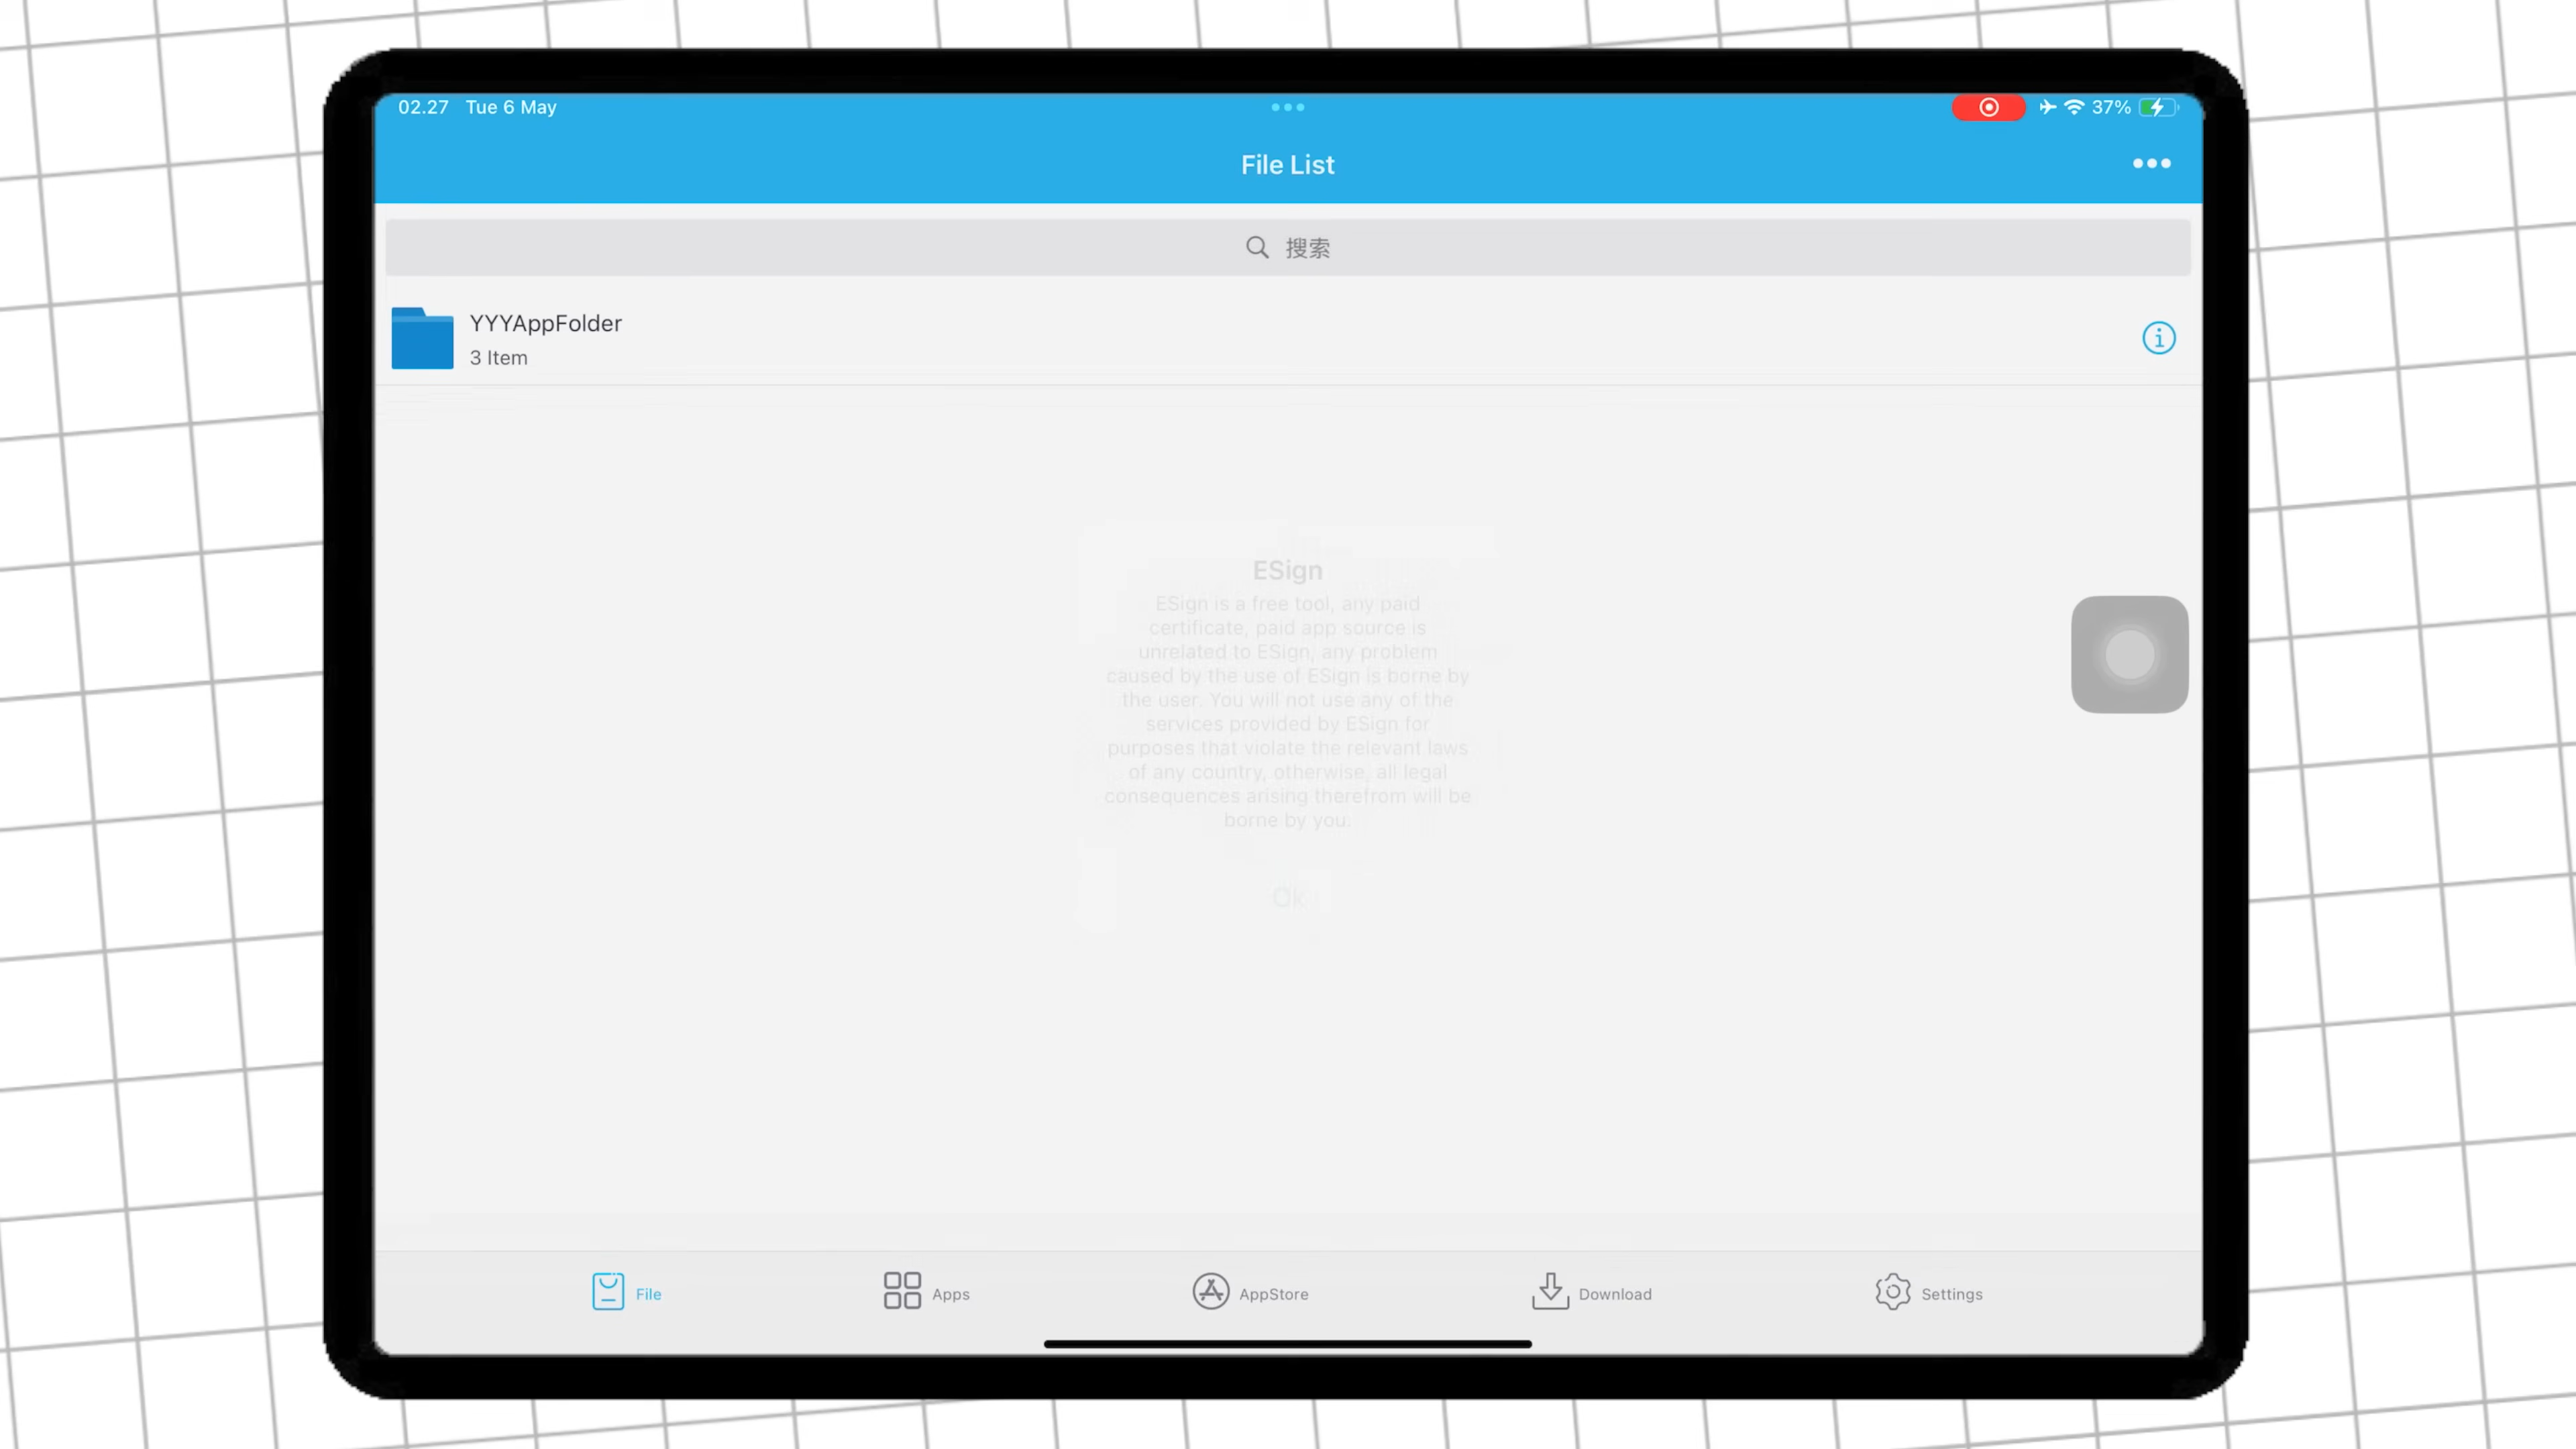 02.27 Tue 6 May
37%
File List
搜索
YYYAppFolder
3 Item
ESign
ESign is a free tool, any paid
certificate, paid app source is
unrelated to ESign, any problem
caused by the use of ESign is borne by
the user. You will not use any of the
services provided by ESign for
purposes that violate the relevant laws
of any country, otherwise, all legal
consequences arising therefrom will be
borne by you.
Ok
File
Apps
AppStore
Download
Settings